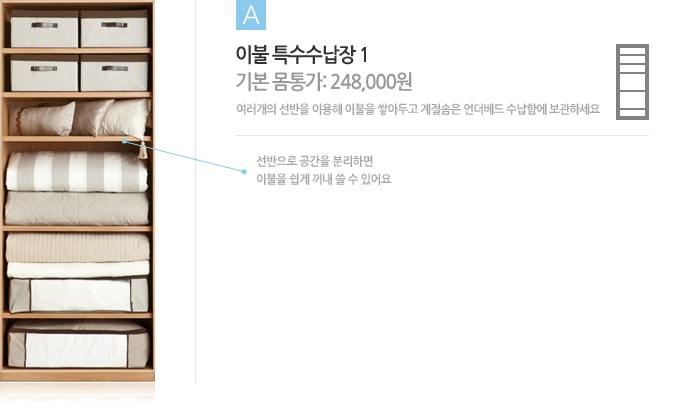 A
이불 특수수납장 1
기본 몸통가: 248,000원
여러개의 선반을 이용해 이불을 쌓아두고 계절솜은 언더베드 수납함에 보관하세요
선반으로 공간을 분리하면
이불을 쉽게 꺼내 쓸 수 있어요